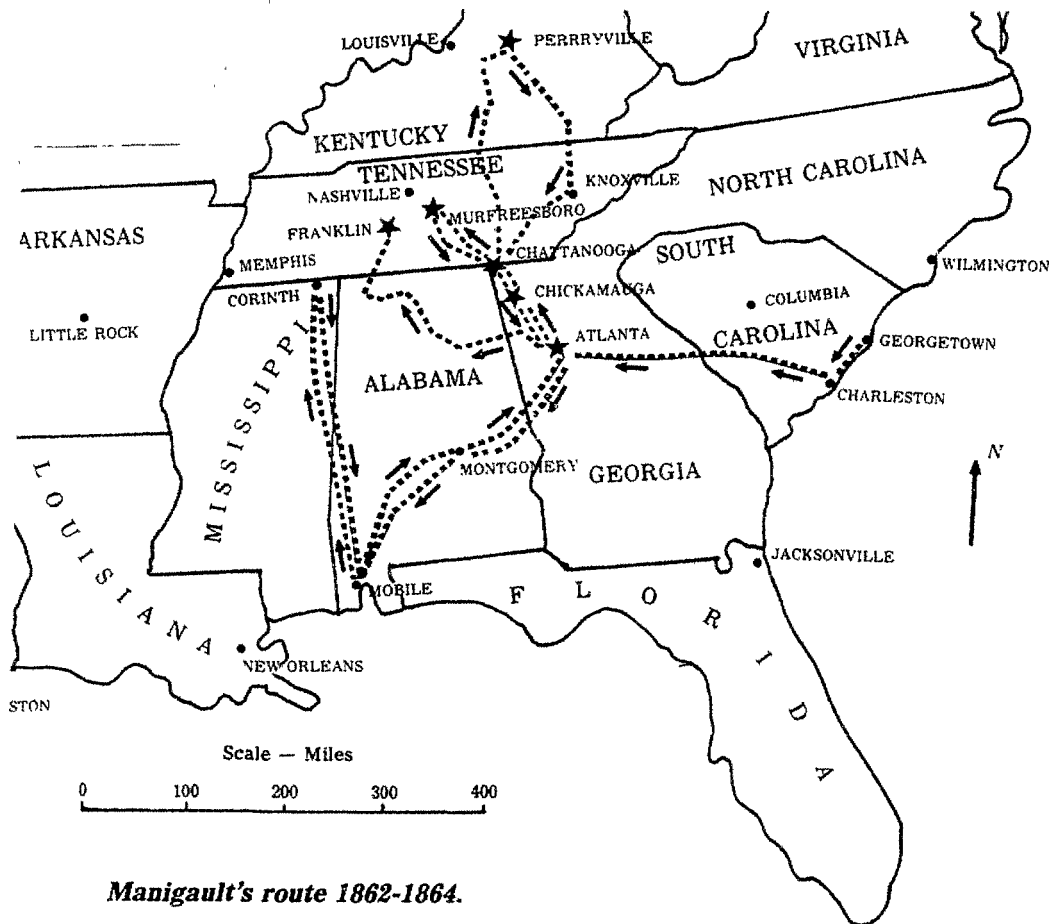 LOUISVILLE
PERRRYVILLE
VIRGINIA
KENTUCKY
TENNESSEE
NASHVILLE
KNOXVILLE
NORTH CAROLINA
MURFREESBORO
FRANKLIN
ARKANSAS
SOUTH
CHATTANOOGA
MEMPHIS
WILMINGTON
CORINTH
CHICKAMAUGA
COLUMBIA
LITTLE ROCK
CAROLINA
ATLANTA
GEORGETOWN
MISSISSIPPI
ALABAMA
CHARLESTON
LOUISIANA
MONTGOMERY
GEORGIA
N
JACKSONVILLE
MOBILE
FLORIDA
NEW ORLEANS
STON
Scale — Miles
0 100 200 300 400
Manigault's route 1862-1864.